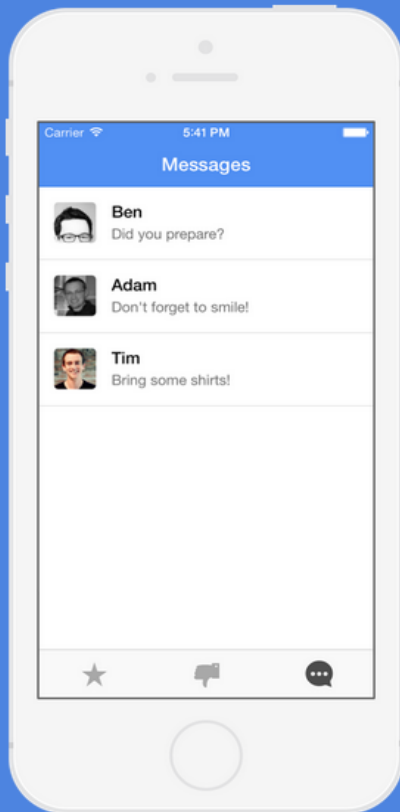 Carrier 5:41 PM
Messages
Ben
Did you prepare?
Adam
Don't forget to smile!
Tim
Bring some shirts!